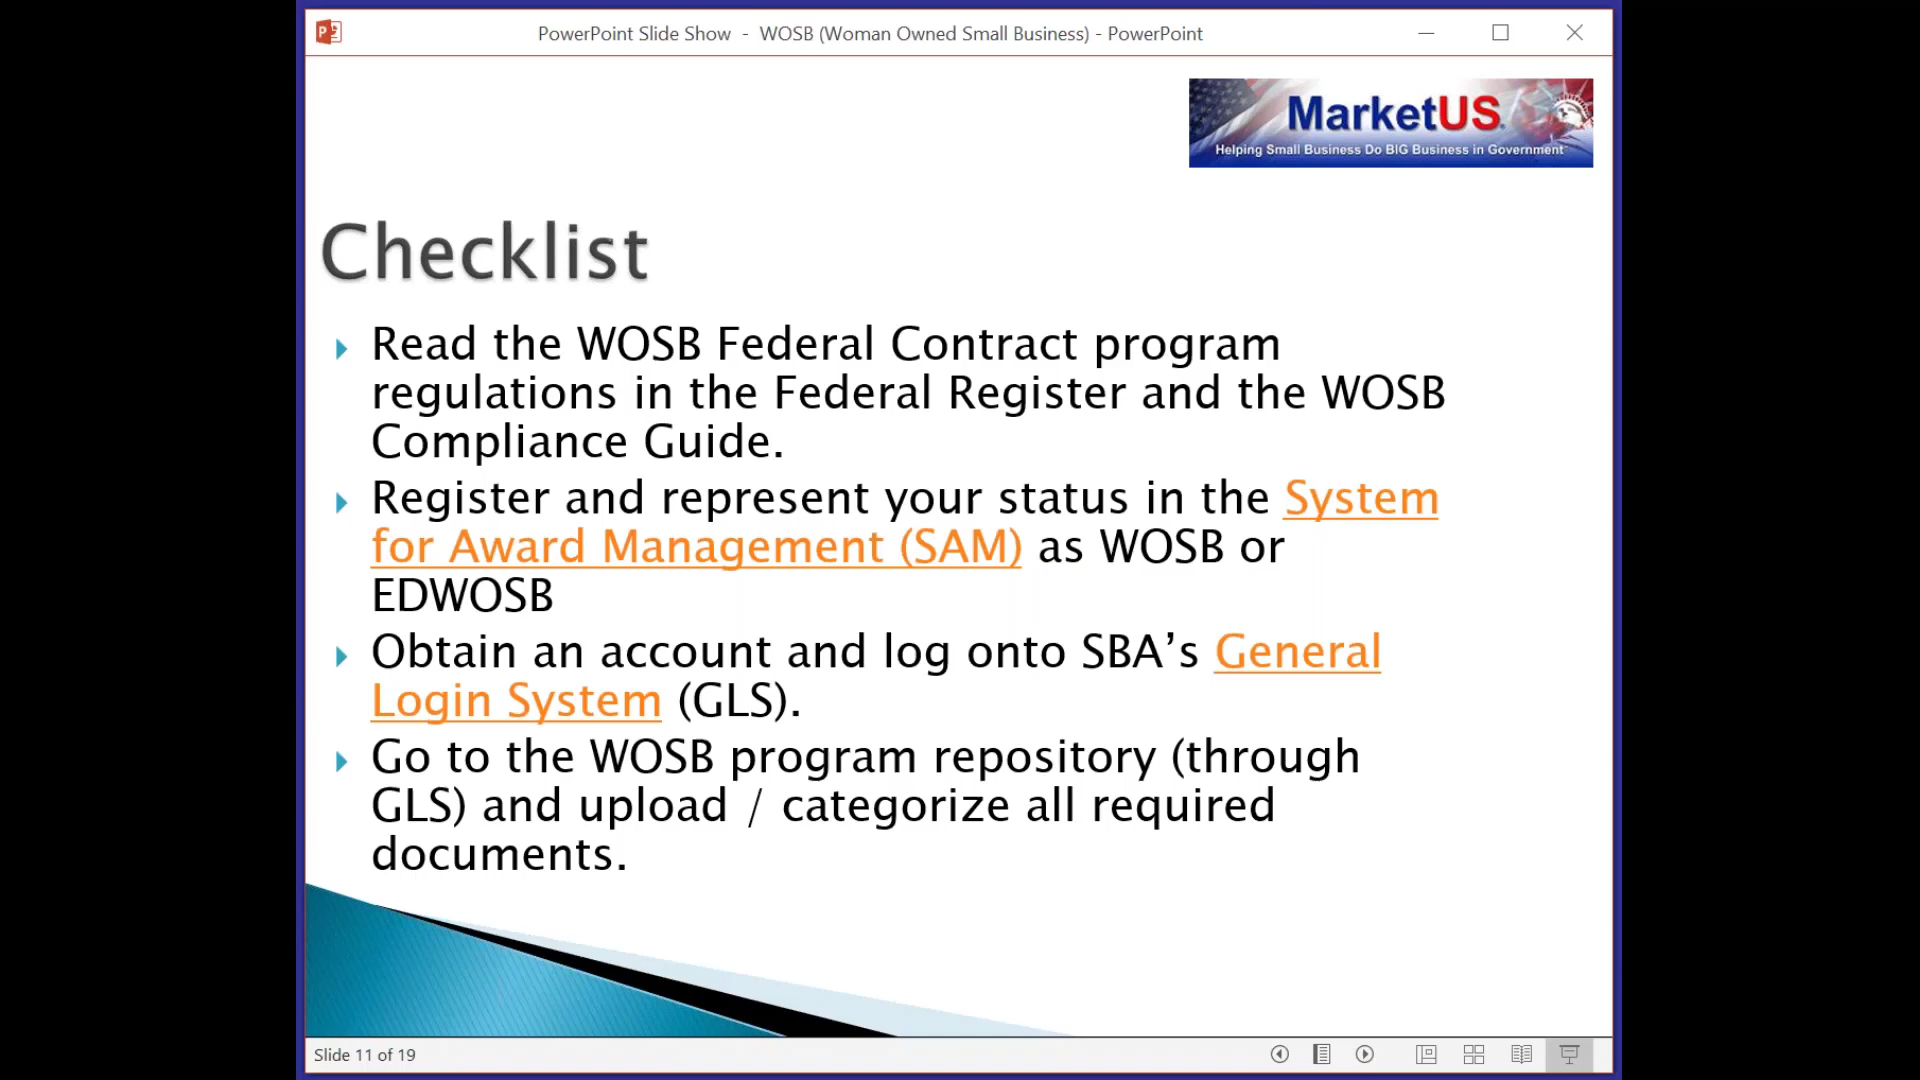 PowerPoint Slide Show - WOSB (Woman Owned Small Business) - PowerPoint
MarketUS
Helping Small Business Do BIG Business in Government
Checklist
Read the WOSB Federal Contract program
regulations in the Federal Register and the WOSB
Compliance Guide.
Register and represent your status in the System
for Award Management (SAM) as WOSB or
EDWOSB
Obtain an account and log onto SBA’s General
Login System (GLS).
Go to the WOSB program repository (through
GLS) and upload / categorize all required
documents.
Slide 11 of 19